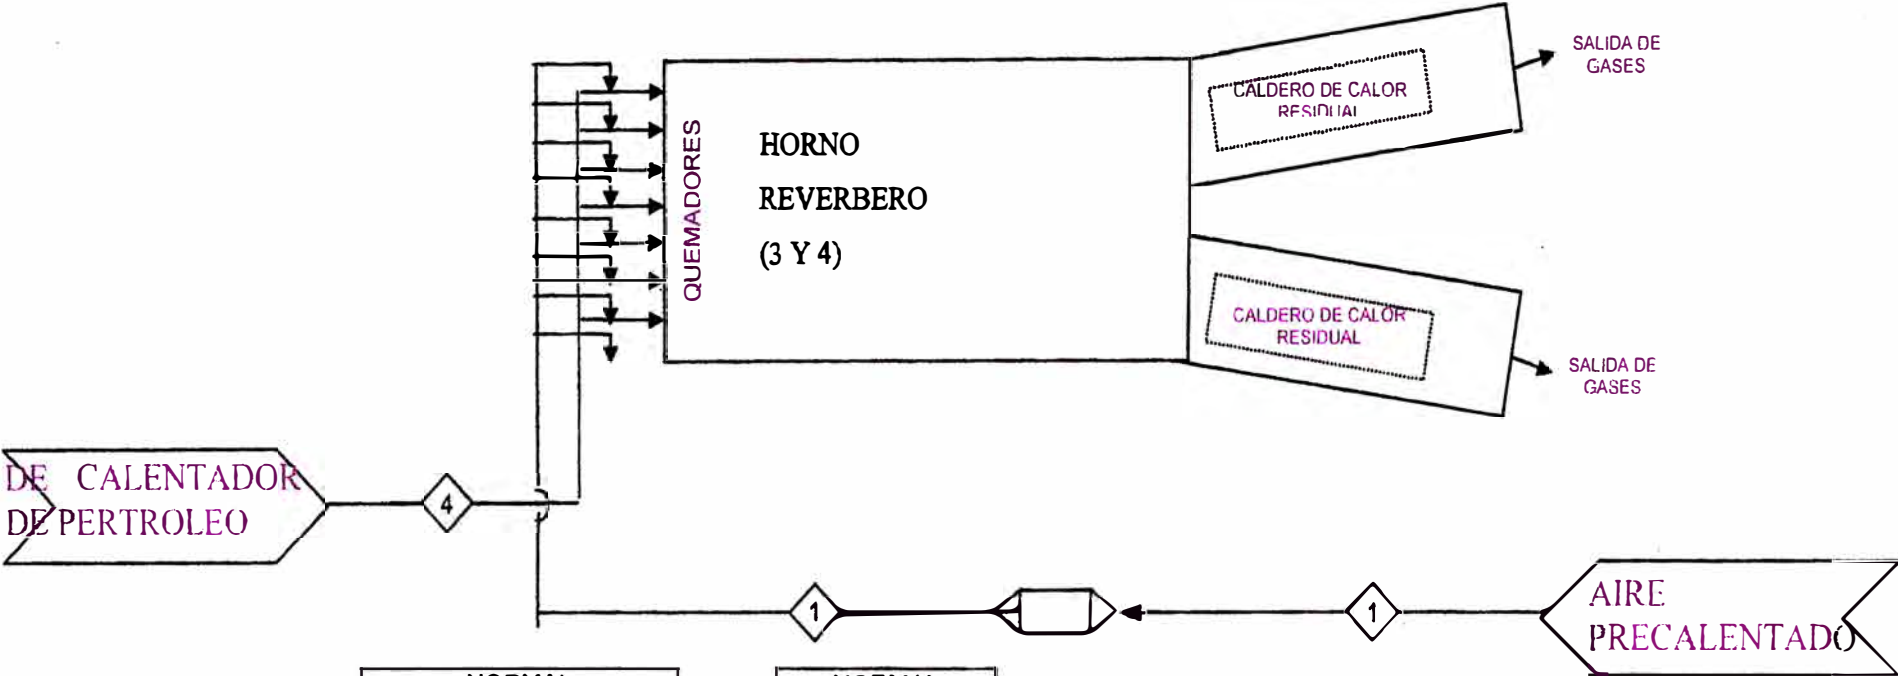 SALIDA DE
GASES
CALDERO DE CALOR
RESIDUAL
QUEMADORES
HORNO
REVERBERO
(3 Y 4)
CALDERO DE CALOR
RESIDUAL
SALIDA DE
GASES
DE CALENTADOR
DE PERTROLEO
4
1
1
AIRE
PRECALENTADO